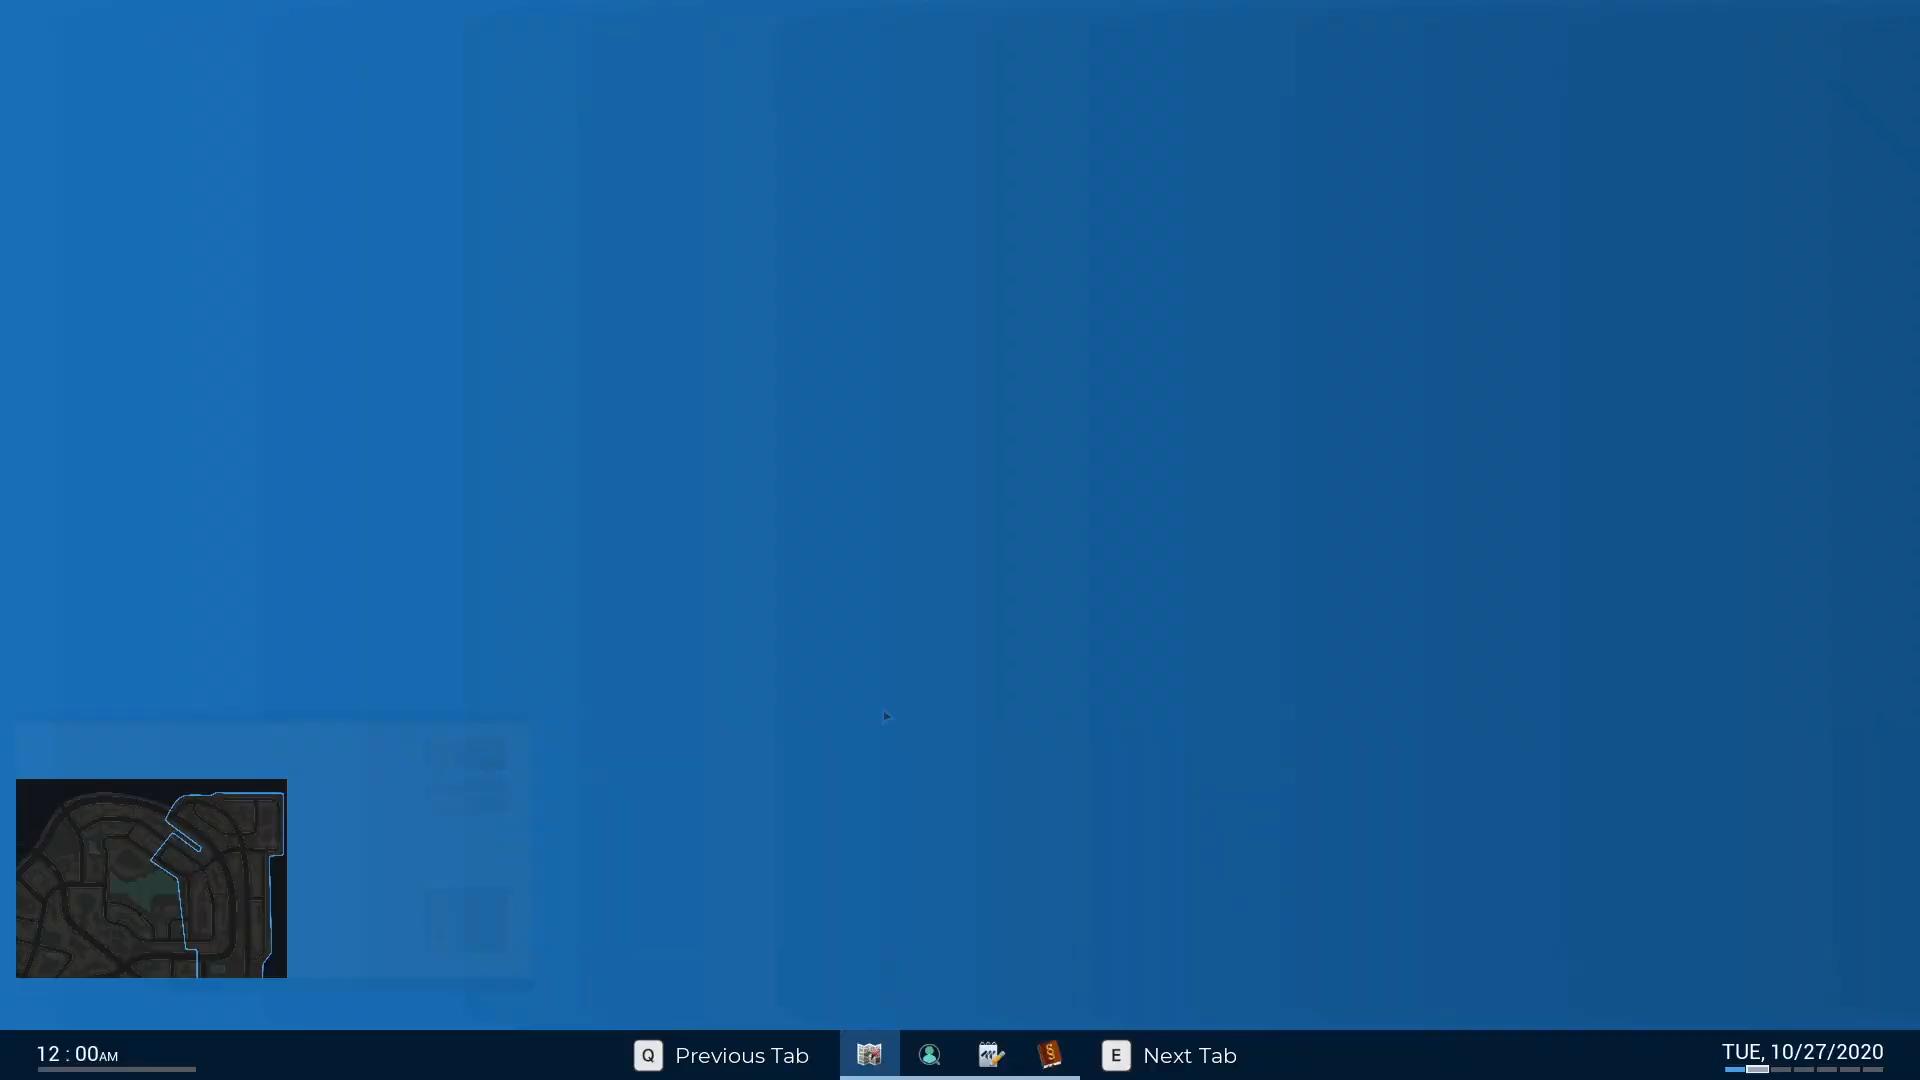 12 : 00AM
Q Previous Tab
§
E Next Tab
TUE, 10/27/2020